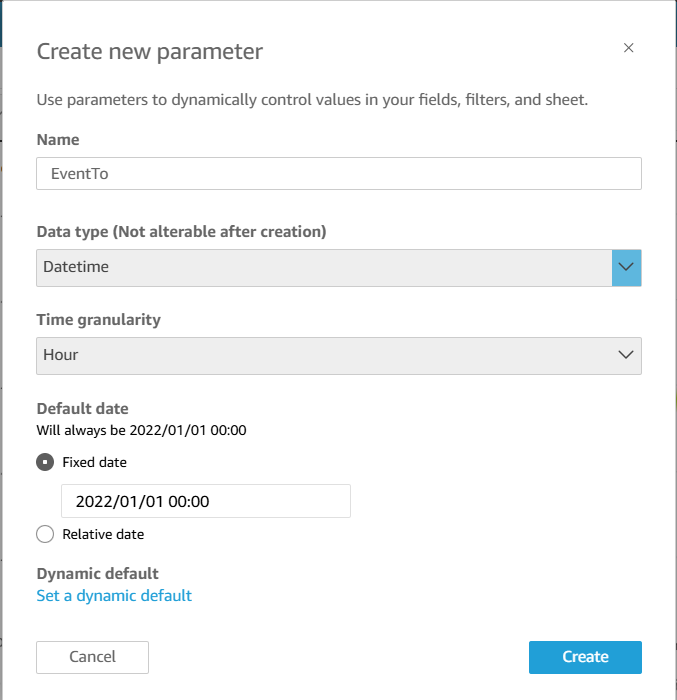 Create new parameter
Use parameters to dynamically control values in your fields, filters, and sheet.
Name
EventTo
Data type (Not alterable after creation)
Datetime
Time granularity
Hour
Default date
Will always be 2022/01/01 00:00
Fixed date
2022/01/01 00:00
Relative date
Dynamic default
Set a dynamic default
Cancel
Create